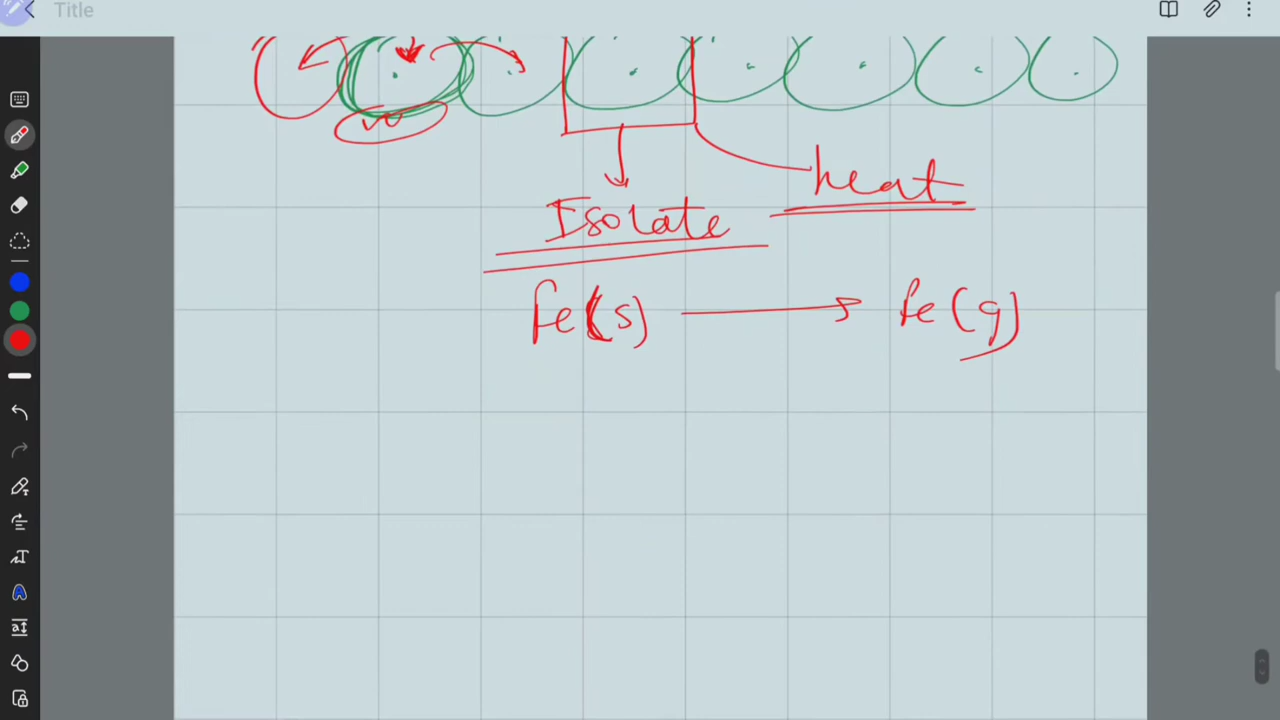 Title
heat
Isolate
fe(s) → fe(g)